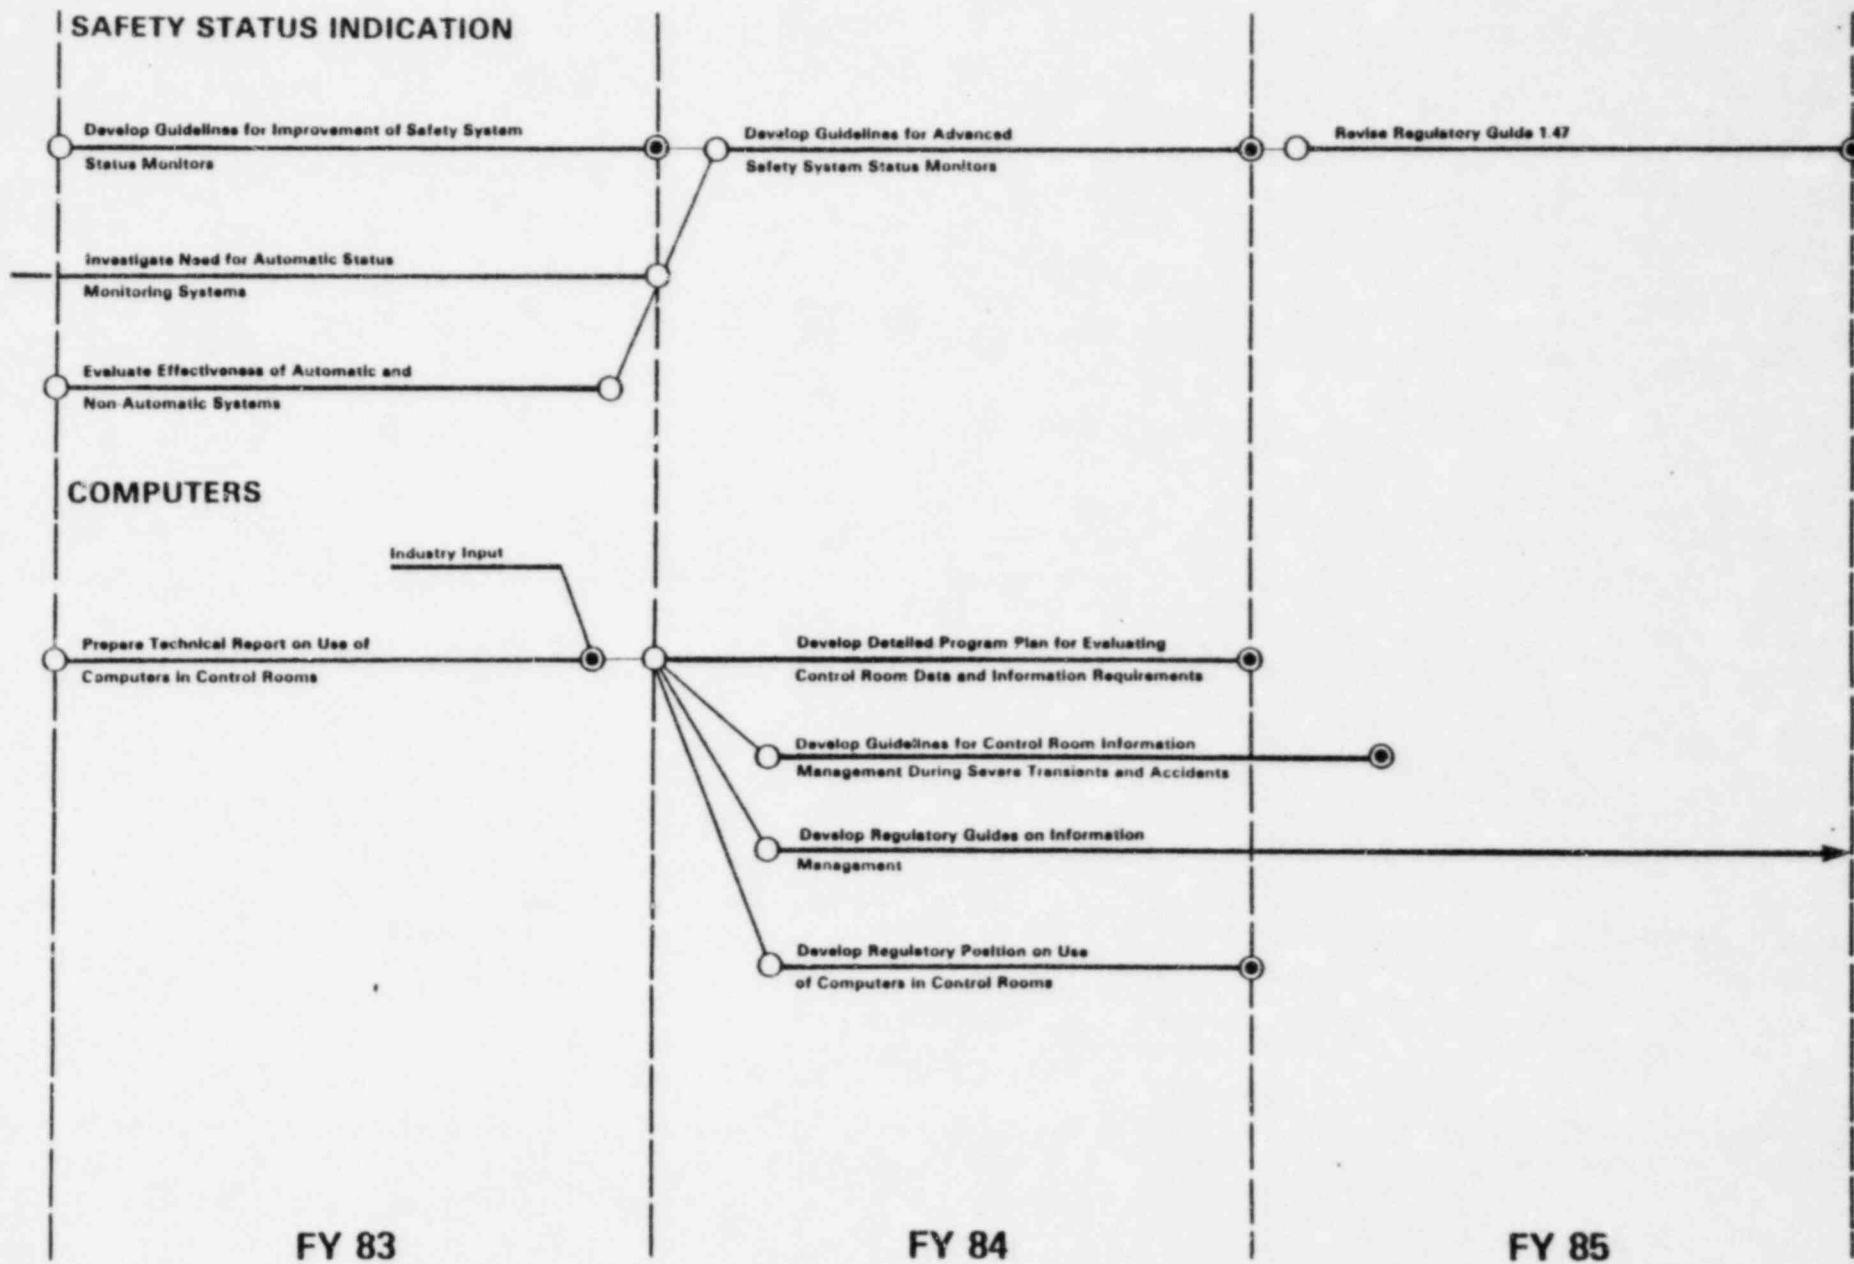 SAFETY STATUS INDICATION
Develop Guidelines for Improvement of Safety System
Status Monitors
Develop Guidelines for Advanced
Safety System Status Monitors
Revise Regulatory Guide 1.47
Investigate Need for Automatic Status
Monitoring Systems
Evaluate Effectiveness of Automatic and
Non-Automatic Systems
COMPUTERS
Industry Input
Prepare Technical Report on Use of
Computers in Control Rooms
Develop Detailed Program Plan for Evaluating
Control Room Data and Information Requirements
Develop Guidelines for Control Room Information
Management During Severe Transients and Accidents
Develop Regulatory Guides on Information
Management
Develop Regulatory Position on Use
of Computers in Control Rooms
FY 83
FY 84
FY 85